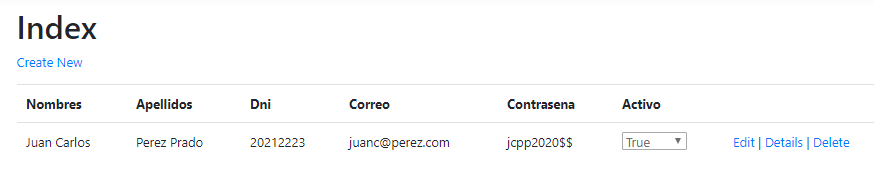 Index
Create New
Nombres Apellidos Dni Correo Contrasena Activo
Juan Carlos Perez Prado 20212223 juanc@perez.com jcpp2020$$ True Edit | Details | Delete